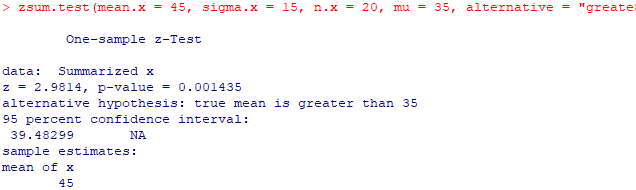 > zsum.test(mean.x = 45, sigma.x = 15, n.x = 20, mu = 35, alternative = "greate
One-sample z-Test
data:  Summarized x
z = 2.9814, p-value = 0.001435
alternative hypothesis: true mean is greater than 35
95 percent confidence interval:
39.48299       NA
sample estimates:
mean of x
45